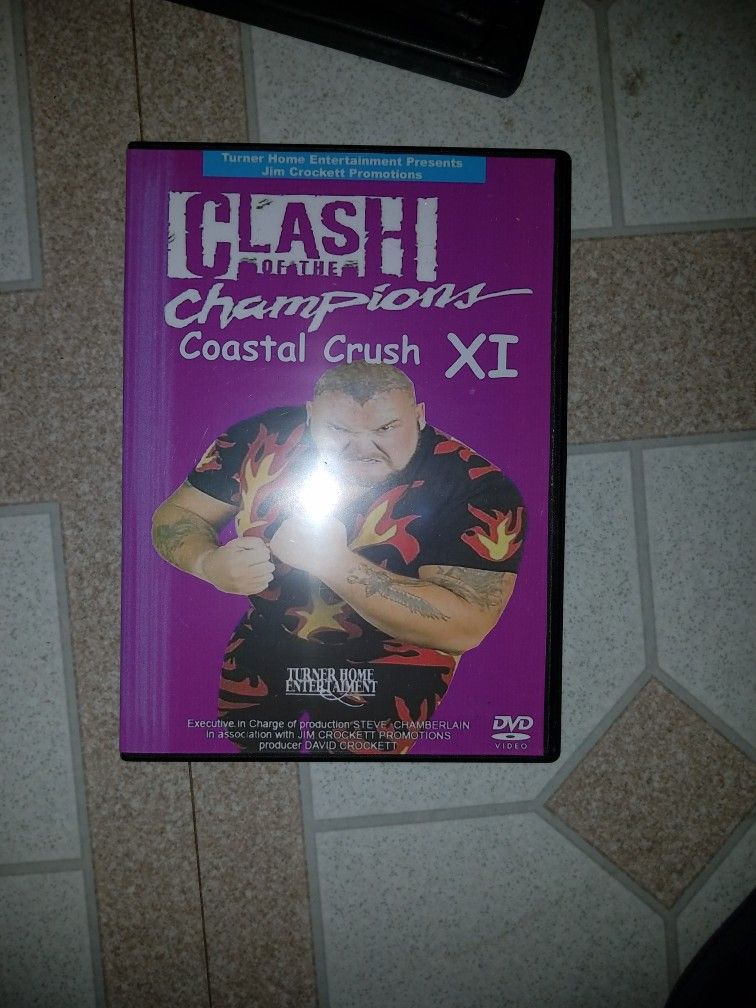 Turner Home Entertainment Presents
Jim Crockett Promotions
CLASH
OF THE
Champions
Coastal Crush XI
TURNER HOME
ENTERTAIMENT
Executive in Charge of production STEVE CHAMBERLAIN
in association with JIM CROCKETT PROMOTIONS
producer DAVID CROCKETT
DVD
VIDEO